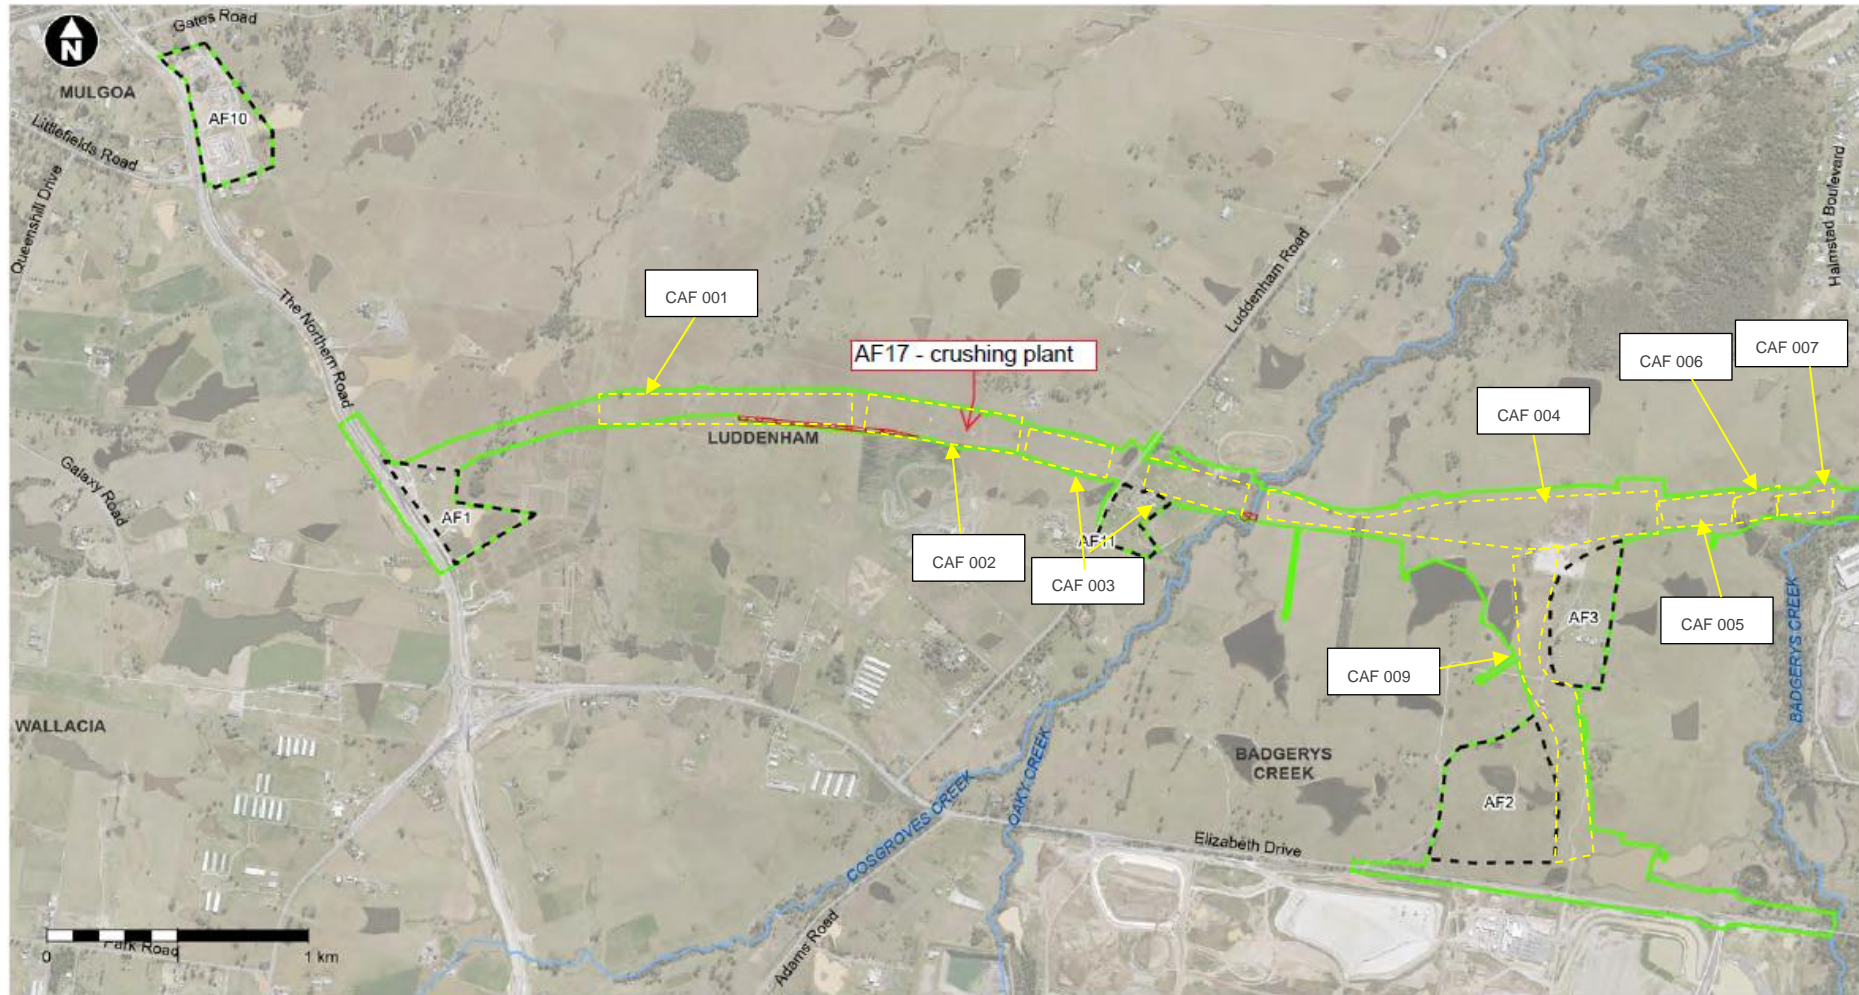 Gates Road
N
MULGOA
AF10
Littlefields Road
Queenshill Drive
The Northern Road
CAF 001
AF17 - crushing plant
Luddenham Road
Halmstad Boulevard
CAF 007
CAF 006
CAF 004
LUDDENHAM
Galaxy Road
AF1
CAF 002
AF11
CAF 003
AF3
CAF 005
CAF 009
BADGERYS CREEK
WALLACIA
BADGERYS
CREEK
AF2
COSGROVES CREEK
OAKY CREEK
Elizabeth Drive
Adams Road
Park Road
0
1 km